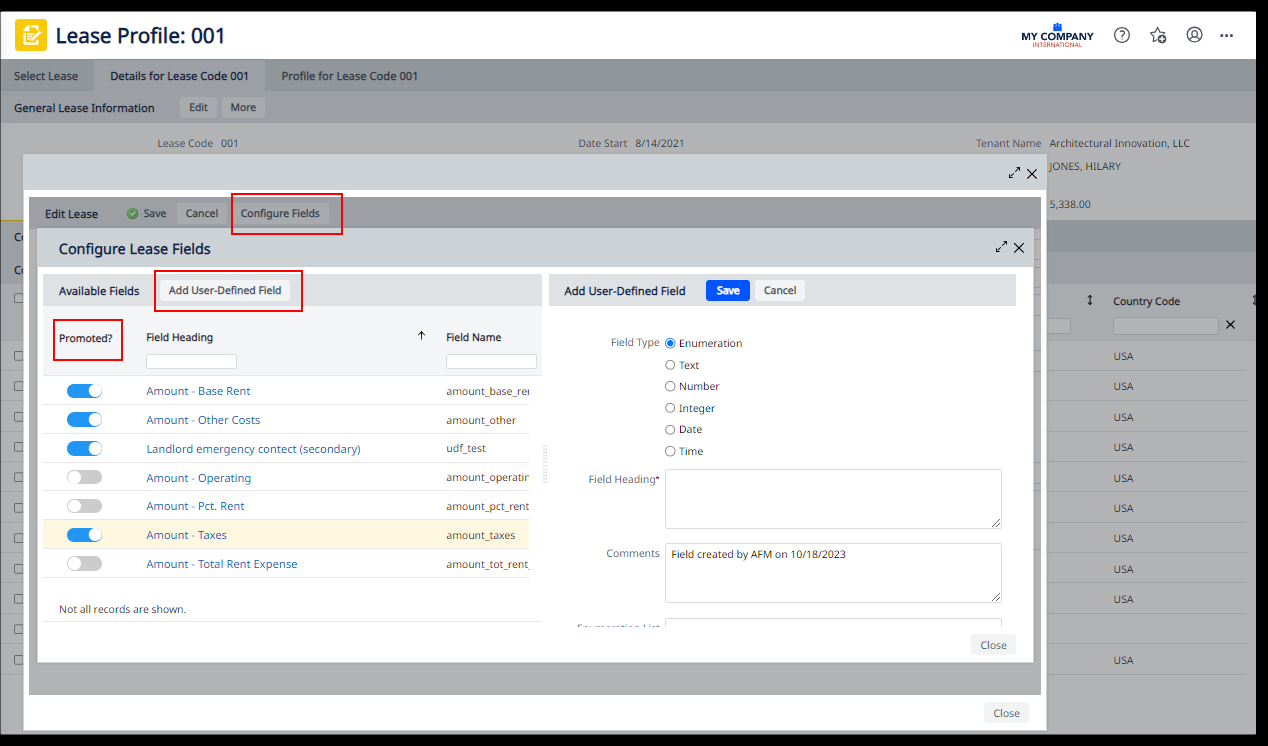 Lease Profile: 001
MY COMPANY
INTERNATIONAL
Select Lease Details for Lease Code 001 Profile for Lease Code 001
General Lease Information Edit More
Lease Code 001 Date Start 8/14/2021 Tenant Name Architectural Innovation, LLC
JONES, HILARY
5,338.00
Edit Lease Save Cancel Configure Fields
Configure Lease Fields
Available Fields Add User-Defined Field Add User-Defined Field Save Cancel
Country Code
Promoted? Field Heading Field Name
Field Type Enumeration
Text
Number
Integer
Date
Time
Amount - Base Rent amount_base_re
Amount - Other Costs amount_other
Landlord emergency contect (secondary) udf_test
Amount - Operating amount_operatin
Amount - Pct. Rent amount_pct_rent
Amount - Taxes amount_taxes
Amount - Total Rent Expense amount_tot_rent_
Not all records are shown.
Field Heading*
Comments Field created by AFM on 10/18/2023
Enumeration List
Close
Close
USA
USA
USA
USA
USA
USA
USA
USA
USA
USA